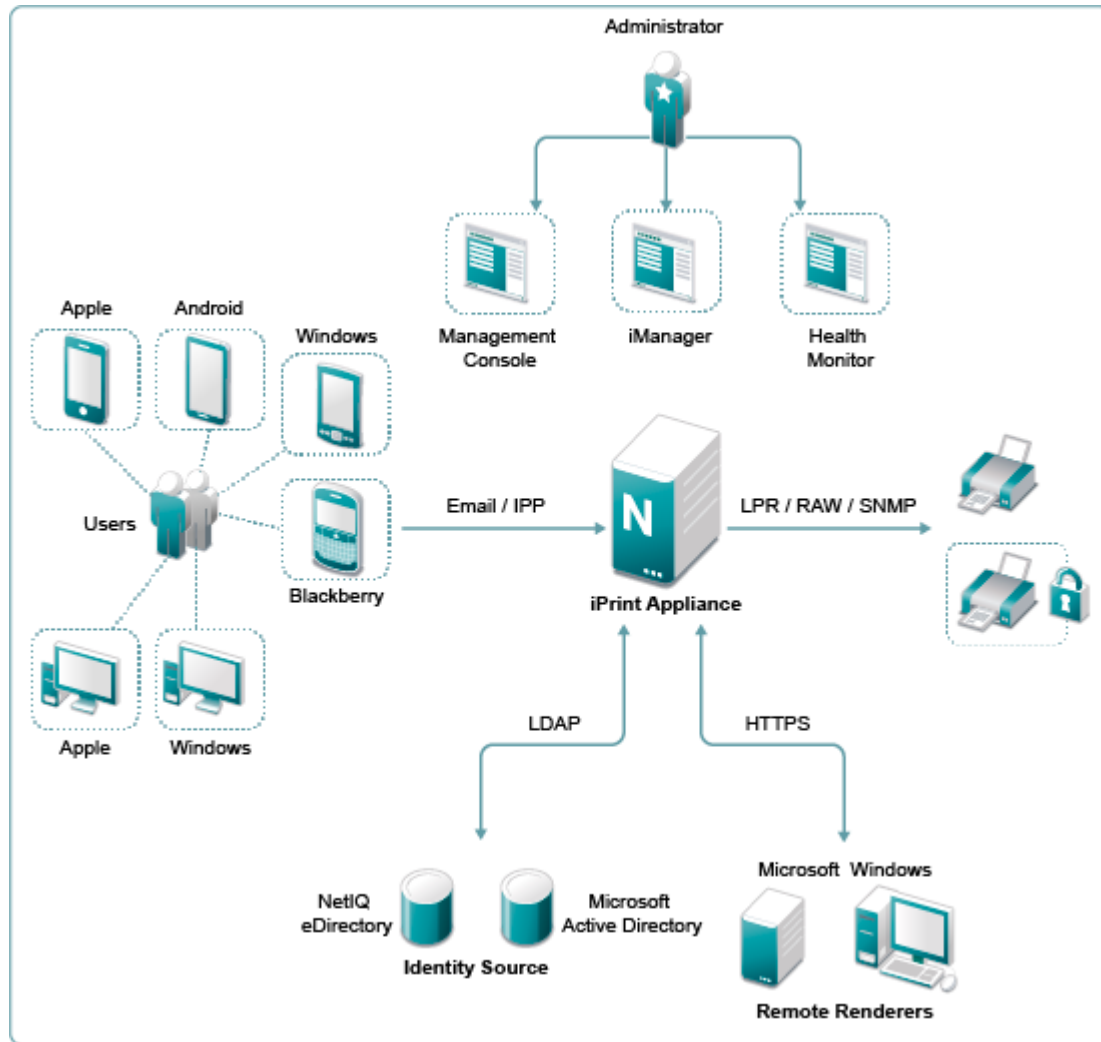 Administrator
Management
Console
iManager
Health
Monitor
Apple
Android
Windows
Users
Blackberry
Apple
Windows
Email / IPP
N
iPrint Appliance
LPR / RAW / SNMP
LDAP
HTTPS
NetIQ
eDirectory
Microsoft
Active Directory
Identity Source
Microsoft Windows
Remote Renderers